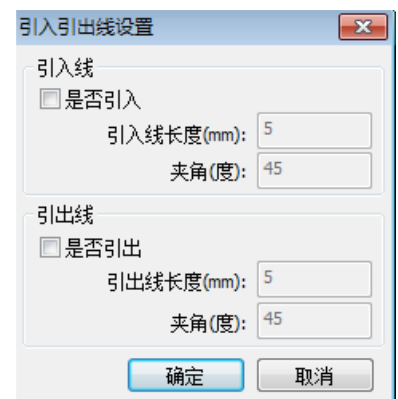 引入引出线设置
引入线
是否引入
引入线长度(mm): 5
夹角(度): 45
引出线
是否引出
引出线长度(mm): 5
夹角(度): 45
确定 取消